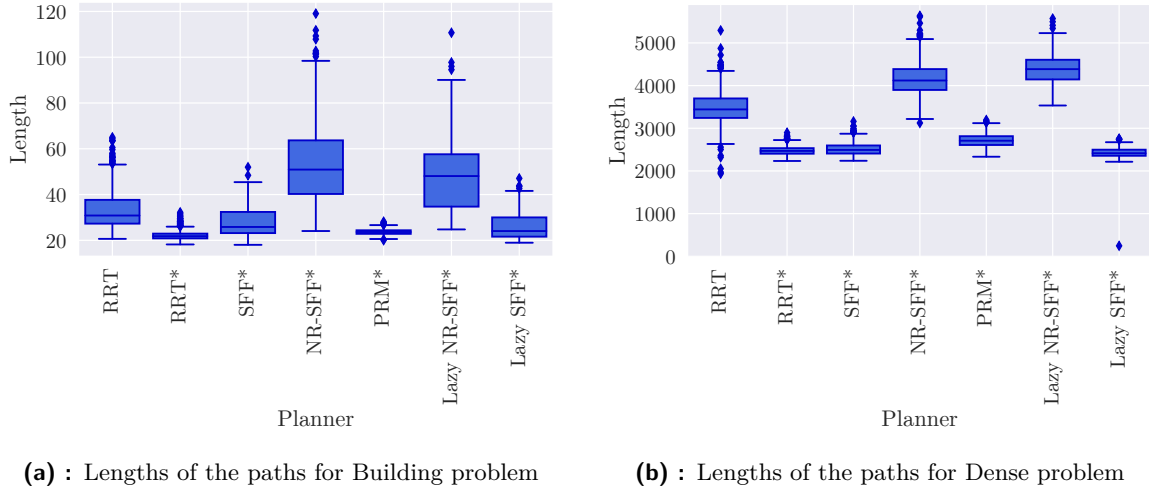 120
100
80
60
40
20
Length
RRT
RRT*
SFF*
NR-SFF*
PRM*
Lazy NR-SFF*
Lazy SFF*
Planner
(a) : Lengths of the paths for Building problem
5000
4000
3000
2000
1000
0
Length
RRT
RRT*
SFF*
NR-SFF*
PRM*
Lazy NR-SFF*
Lazy SFF*
Planner
(b) : Lengths of the paths for Dense problem